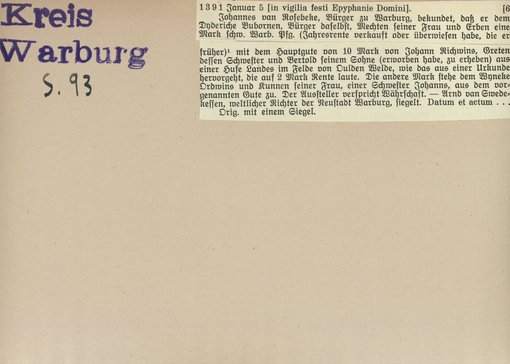 Kreis
Warburg
S. 93
1391 Januar 5 [in vigilia festi Epyphanie Domini]. [6
Johannes van Rosebeke, Bürger zu Warburg, bekundet, daß er dem
Dyderiche Bubornen, Bürger daselbst, Mechten seiner Frau und Erben eine
Mark schw. Warb. Pfg. (Jahresrente verkauft oder überwiesen habe, die er
früher)¹ mit dem Hauptgute von 10 Mark von Johann Richwins, Greten
dessen Schwester und Bertold seinem Sohne (erworben habe, zu erheben) aus
einer Hufe Landes im Felde von Oulden Welde, wie das aus einer Urkunde
hervorgeht, die auf 2 Mark Rente laute. Die andere Mark stehe dem Wyneke
Ordwins und Kunnen seiner Frau, einer Schwester Johanns, aus dem vor-
genannten Gute zu. Der Aussteller verspricht Währschaft. — Arnd van Swede-
kessen, weltlicher Richter der Neustadt Warburg, siegelt. Datum et actum . . .
Orig. mit einem Siegel.